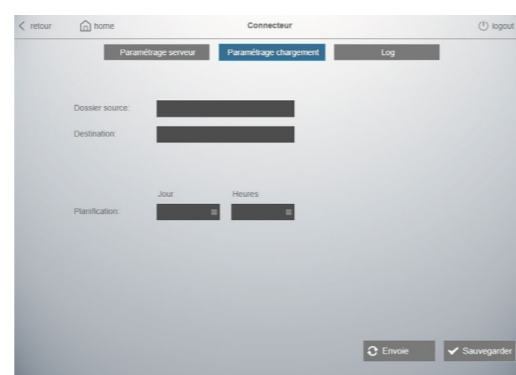 retour home Connecteur logout
Paramétrage serveur Paramétrage chargement Log
Dossier source:
Destination:
Jour Heures
Planification:
Envoie Sauvegarder